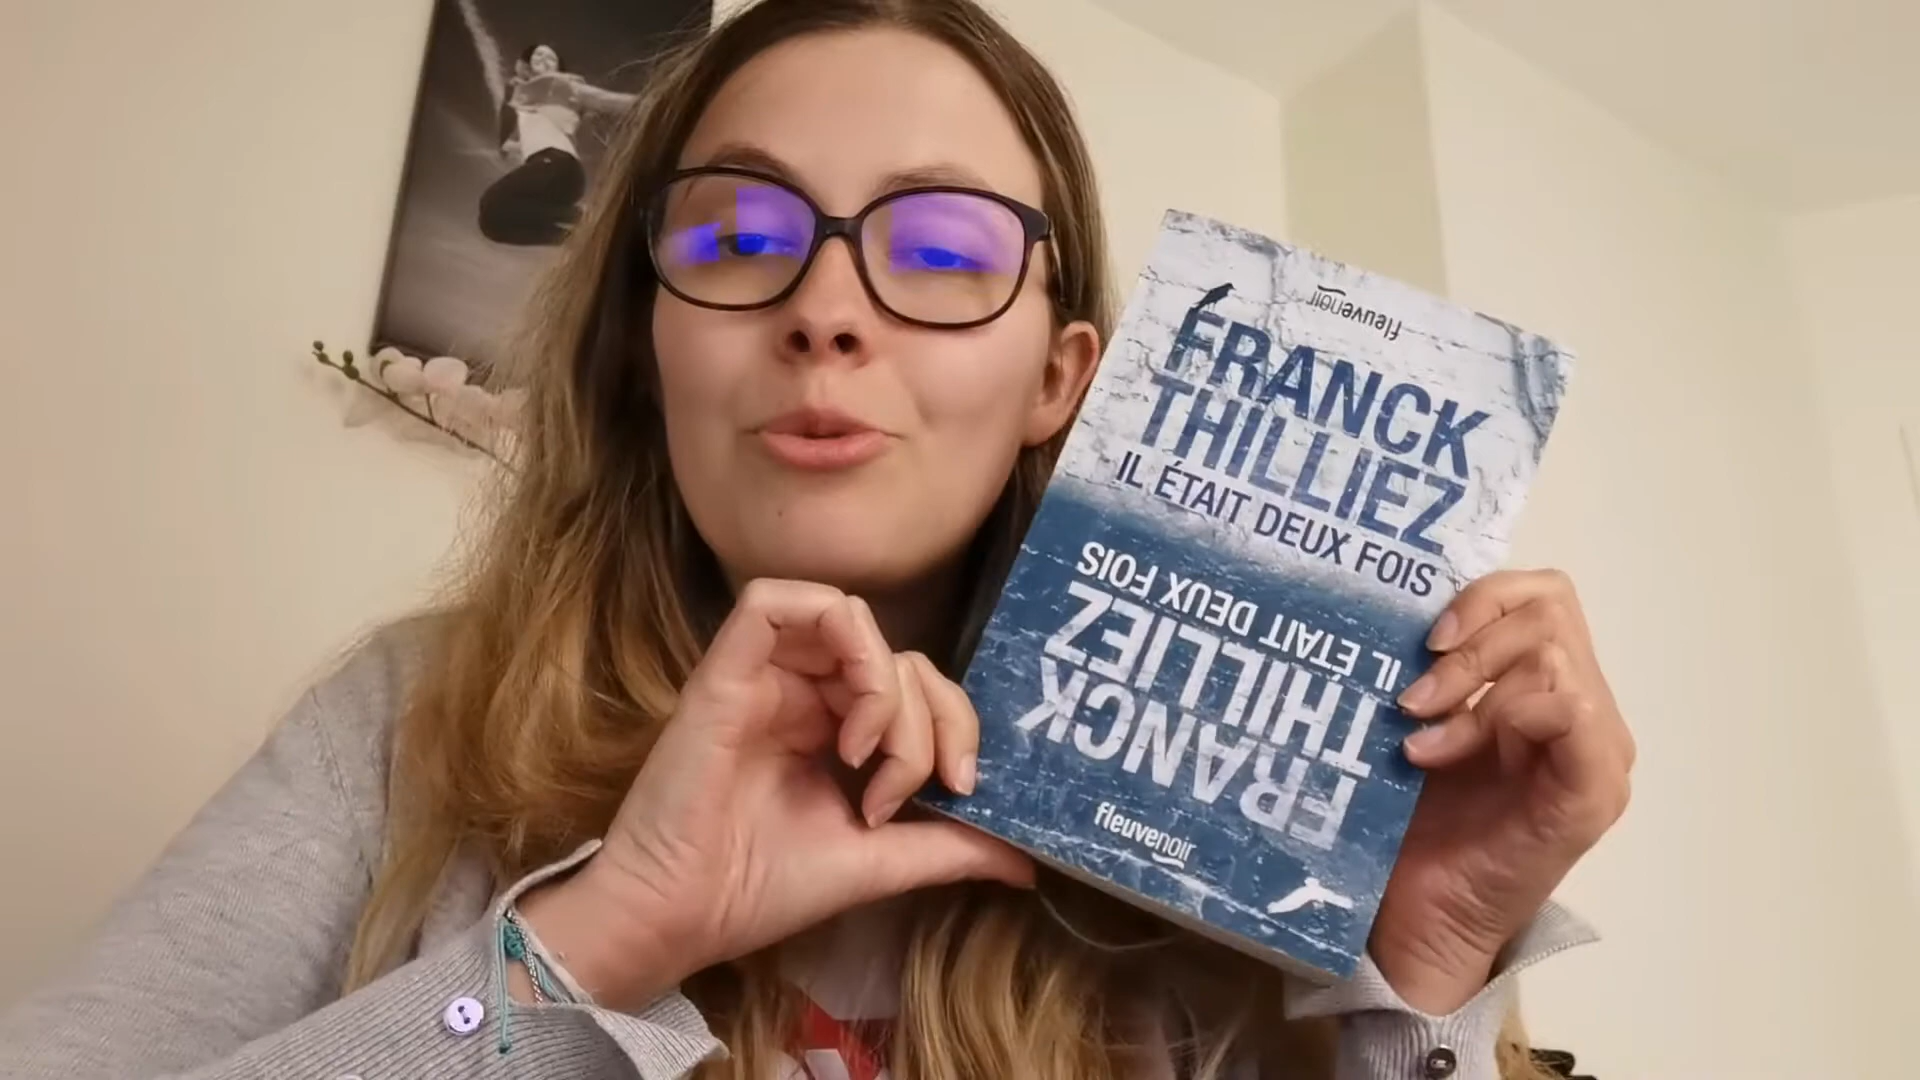 fleuvenoir
FRANCK
THILLIEZ
IL ÉTAIT DEUX FOIS
IL ÉTAIT DEUX FOIS
THILLIEZ
FRANCK
fleuvenoir